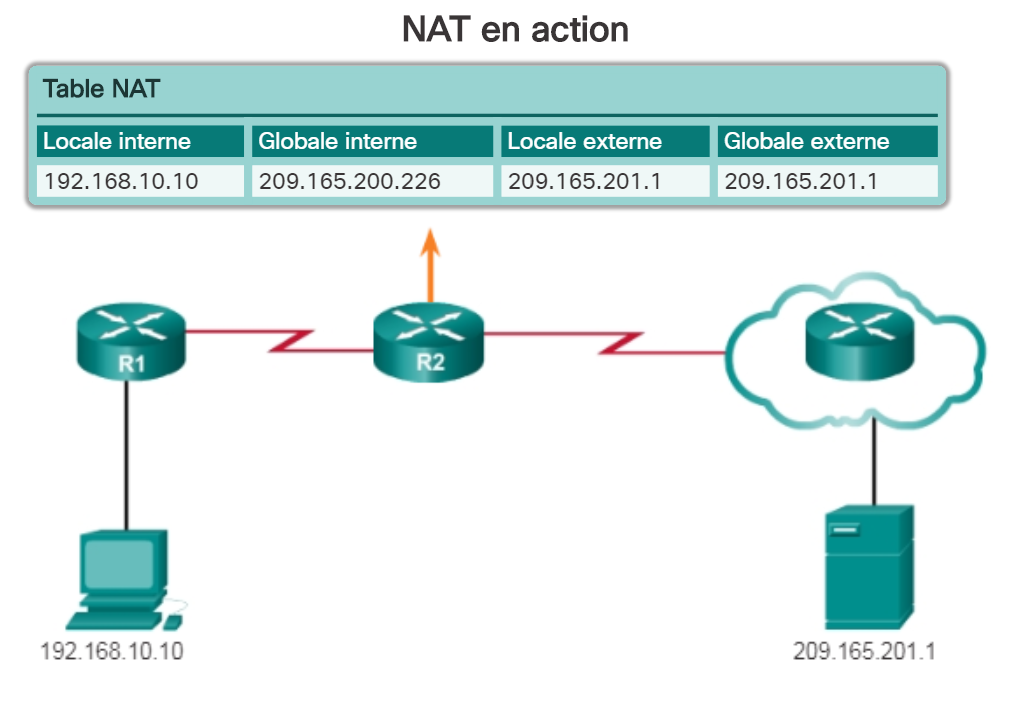 NAT en action
Table NAT
Locale interne Globale interne Locale externe Globale externe
192.168.10.10 209.165.200.226 209.165.201.1 209.165.201.1
R1 R2
192.168.10.10 209.165.201.1